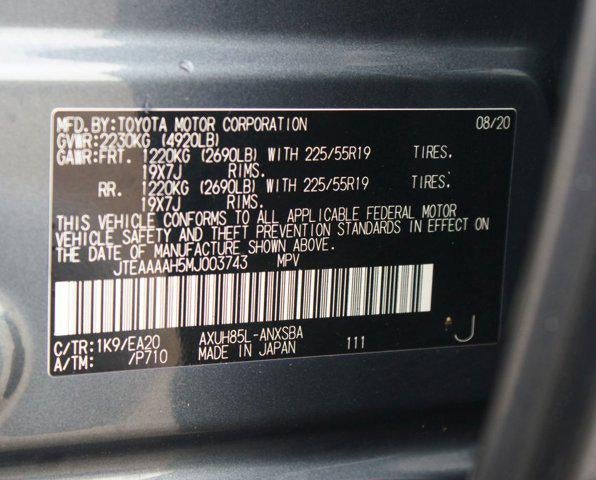 MFD.BY:TOYOTA MOTOR CORPORATION 08/20
GVWR:2230KG (4920LB)
GAWR:FRT. 1220KG (2690LB) WITH 225/55R19 TIRES.
19X7J RIMS.
RR. 1220KG (2690LB) WITH 225/55R19 TIRES.
19X7J RIMS.
THIS VEHICLE CONFORMS TO ALL APPLICABLE FEDERAL MOTOR
VEHICLE SAFETY AND THEFT PREVENTION STANDARDS IN EFFECT ON
THE DATE OF MANUFACTURE SHOWN ABOVE.
JTEAAAAH5MJ003743 MPV
C/TR:1K9/EA20 AXUH85L-ANXSBA
A/TM: /P710 MADE IN JAPAN 111 J